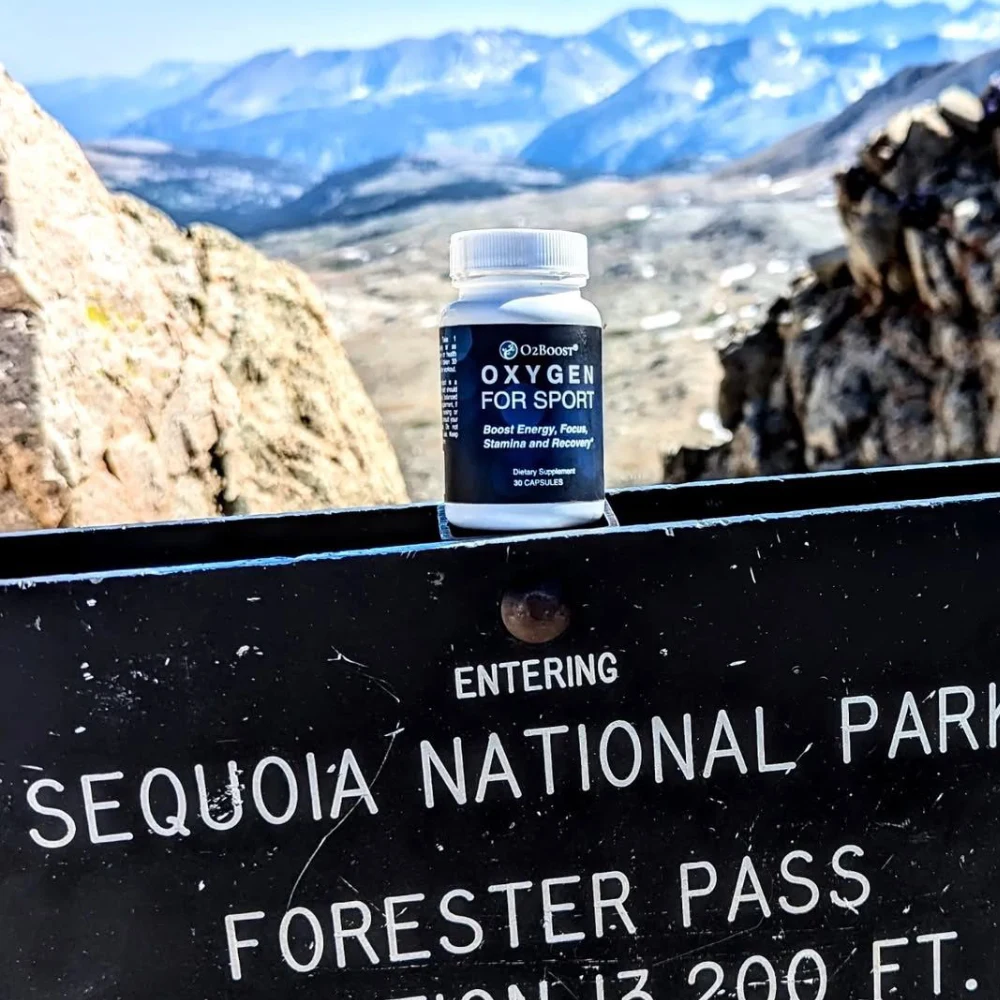 O2BOOST®
OXYGEN
FOR SPORT
Boost Energy, Focus,
Stamina and Recovery*
Dietary Supplement
30 CAPSULES
ENTERING
SEQUOIA NATIONAL PARK
FORESTER PASS
13,200 FT.